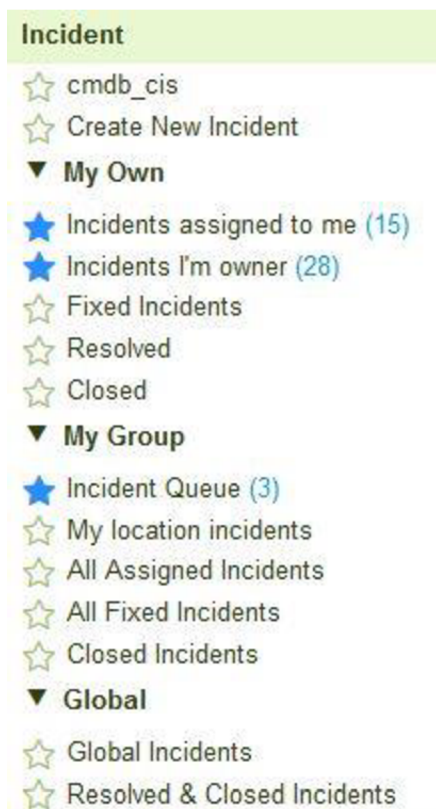 Incident
cmdb_cis
Create New Incident
My Own
Incidents assigned to me (15)
Incidents I'm owner (28)
Fixed Incidents
Resolved
Closed
My Group
Incident Queue (3)
My location incidents
All Assigned Incidents
All Fixed Incidents
Closed Incidents
Global
Global Incidents
Resolved & Closed Incidents